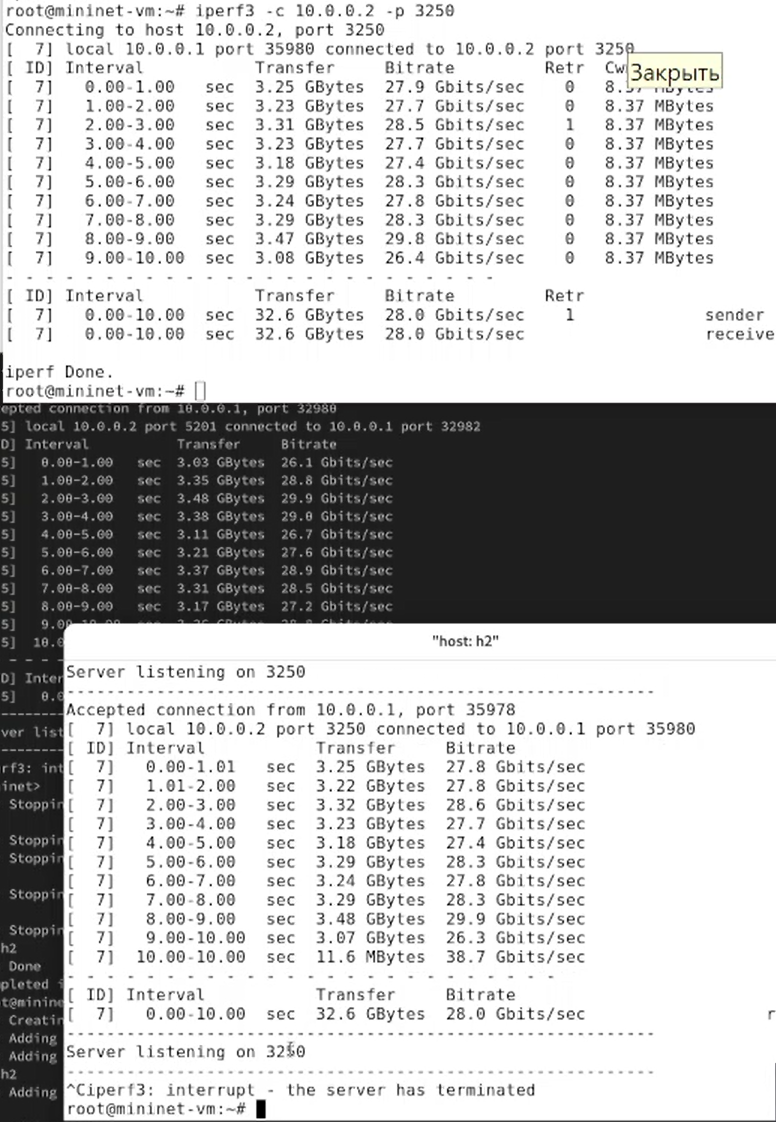 root@mininet-vm:~# iperf3 -c 10.0.0.2 -p 3250
Connecting to host 10.0.0.2, port 3250
[  7] local 10.0.0.1 port 35980 connected to 10.0.0.2 port 3250
[ ID] Interval           Transfer     Bitrate         Retr  Cw
Закрыть
[  7]   0.00-1.00   sec  3.25 GBytes  27.9 Gbits/sec    0   8.37 MBytes
[  7]   1.00-2.00   sec  3.23 GBytes  27.7 Gbits/sec    0   8.37 MBytes
[  7]   2.00-3.00   sec  3.31 GBytes  28.5 Gbits/sec    1   8.37 MBytes
[  7]   3.00-4.00   sec  3.23 GBytes  27.7 Gbits/sec    0   8.37 MBytes
[  7]   4.00-5.00   sec  3.18 GBytes  27.4 Gbits/sec    0   8.37 MBytes
[  7]   5.00-6.00   sec  3.29 GBytes  28.3 Gbits/sec    0   8.37 MBytes
[  7]   6.00-7.00   sec  3.24 GBytes  27.8 Gbits/sec    0   8.37 MBytes
[  7]   7.00-8.00   sec  3.29 GBytes  28.3 Gbits/sec    0   8.37 MBytes
[  7]   8.00-9.00   sec  3.47 GBytes  29.8 Gbits/sec    0   8.37 MBytes
[  7]   9.00-10.00  sec  3.08 GBytes  26.4 Gbits/sec    0   8.37 MBytes
- - - - - - - - - - - - - - - - - - - - - - - - -
[ ID] Interval           Transfer     Bitrate         Retr
[  7]   0.00-10.00  sec  32.6 GBytes  28.0 Gbits/sec    1             sender
[  7]   0.00-10.00  sec  32.6 GBytes  28.0 Gbits/sec                  receive
iperf Done.
root@mininet-vm:~#
epted connection from 10.0.0.1, port 32980
5] local 10.0.0.2 port 5201 connected to 10.0.0.1 port 32982
D] Interval           Transfer     Bitrate
5]   0.00-1.00   sec  3.03 GBytes  26.1 Gbits/sec
5]   1.00-2.00   sec  3.35 GBytes  28.8 Gbits/sec
5]   2.00-3.00   sec  3.48 GBytes  29.9 Gbits/sec
5]   3.00-4.00   sec  3.38 GBytes  29.0 Gbits/sec
5]   4.00-5.00   sec  3.11 GBytes  26.7 Gbits/sec
5]   5.00-6.00   sec  3.21 GBytes  27.6 Gbits/sec
5]   6.00-7.00   sec  3.37 GBytes  28.9 Gbits/sec
5]   7.00-8.00   sec  3.31 GBytes  28.5 Gbits/sec
5]   8.00-9.00   sec  3.17 GBytes  27.2 Gbits/sec
5]   9.0
5]  10.0
- - - -
D] Inter
5]   0.0
ver list
rf3: int
inet>
Stoppin
Stoppin
Stoppin
Stoppin
Stoppin
h2
Done
pleted i
t@minine
Creatin
Adding
Adding
h2
Adding
"host: h2"
Server listening on 3250
-----------------------------------------------------------
Accepted connection from 10.0.0.1, port 35978
[  7] local 10.0.0.2 port 3250 connected to 10.0.0.1 port 35980
[ ID] Interval           Transfer     Bitrate
[  7]   0.00-1.01   sec  3.25 GBytes  27.8 Gbits/sec
[  7]   1.01-2.00   sec  3.22 GBytes  27.8 Gbits/sec
[  7]   2.00-3.00   sec  3.32 GBytes  28.6 Gbits/sec
[  7]   3.00-4.00   sec  3.23 GBytes  27.7 Gbits/sec
[  7]   4.00-5.00   sec  3.18 GBytes  27.4 Gbits/sec
[  7]   5.00-6.00   sec  3.29 GBytes  28.3 Gbits/sec
[  7]   6.00-7.00   sec  3.24 GBytes  27.8 Gbits/sec
[  7]   7.00-8.00   sec  3.29 GBytes  28.3 Gbits/sec
[  7]   8.00-9.00   sec  3.48 GBytes  29.9 Gbits/sec
[  7]   9.00-10.00  sec  3.07 GBytes  26.3 Gbits/sec
[  7]  10.00-10.00  sec  11.6 MBytes  38.7 Gbits/sec
- - - - - - - - - - - - - - - - - - - - - - - - -
[ ID] Interval           Transfer     Bitrate
[  7]   0.00-10.00  sec  32.6 GBytes  28.0 Gbits/sec                  r
-----------------------------------------------------------
Server listening on 3250
-----------------------------------------------------------
^Ciperf3: interrupt - the server has terminated
root@mininet-vm:~#